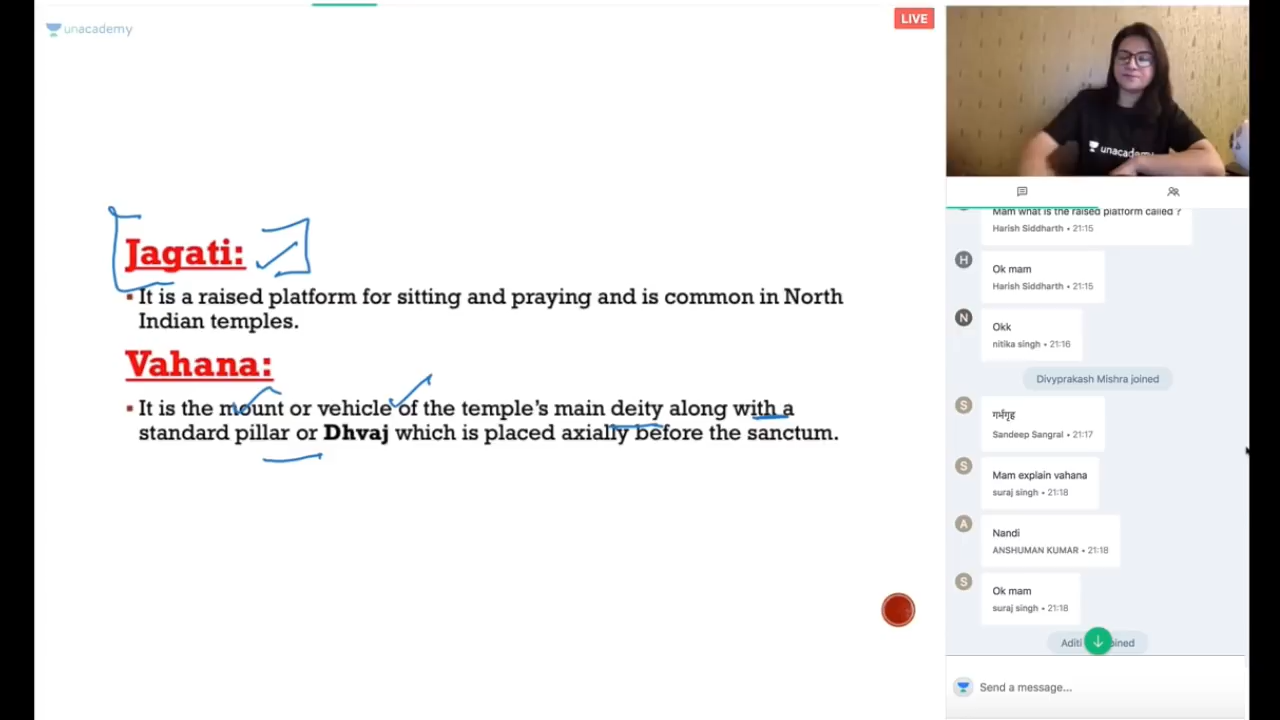 unacademy
LIVE
Jagati:
▪ It is a raised platform for sitting and praying and is common in North
Indian temples.
Vahana:
▪ It is the mount or vehicle of the temple's main deity along with a
standard pillar or Dhvaj which is placed axially before the sanctum.
unacademy
Mam what is the raised platform called ?
Harish Siddharth • 21:15
H
Ok mam
Harish Siddharth • 21:15
N
Okk
nitika singh • 21:16
Divyprakash Mishra joined
S
गर्भगृह
Sandeep Sangral • 21:17
S
Mam explain vahana
suraj singh • 21:18
A
Nandi
ANSHUMAN KUMAR • 21:18
S
Ok mam
suraj singh • 21:18
Aditi
Send a message...